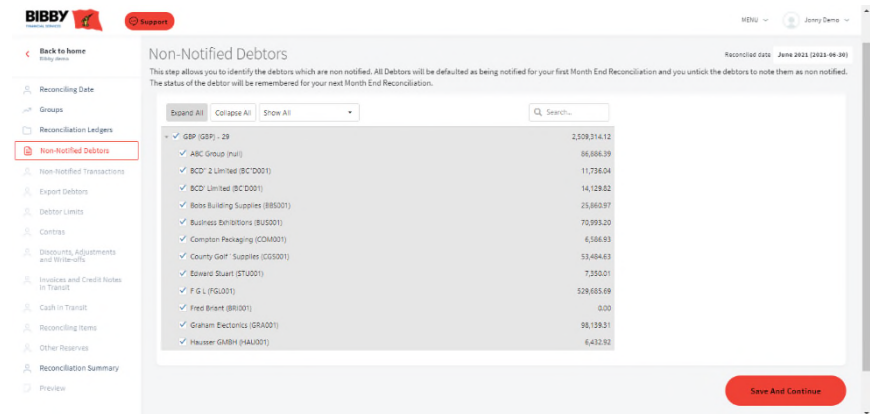 BIBBY
FINANCIAL SERVICES
Support
MENU
Jonny Demo
Back to home
Bibby demo
Reconciling Date
Groups
Reconciliation Ledgers
Non-Notified Debtors
Non-Notified Transactions
Export Debtors
Debtor Limits
Contras
Discounts, Adjustments
and Write-offs
Invoices and Credit Notes
in Transit
Cash in Transit
Reconciling Items
Other Reserves
Reconciliation Summary
Preview
Non-Notified Debtors
Reconciled date June 2021 (2021-06-30)
This step allows you to identify the debtors which are non notified. All Debtors will be defaulted as being notified for your first Month End Reconciliation and you untick the debtors to note them as non notified.
The status of the debtor will be remembered for your next Month End Reconciliation.
Expand All Collapse All Show All Search...
GBP (GBP) - 29 2,509,314.12
ABC Group (null) 86,886.39
BCD" 2 Limited (BC"D001) 11,736.04
BCD' Limited (BC'D001) 14,129.82
Bobs Building Supplies (BBS001) 25,860.97
Business Exhibitions (BUS001) 70,993.20
Compton Packaging (COM001) 6,586.93
County Golf ` Supplies (CGS001) 53,484.63
Edward Stuart (STU001) 7,350.01
F G L (FGL001) 529,685.69
Fred Briant (BRI001) 0.00
Graham Electonics (GRA001) 98,139.51
Hausser GMBH (HAU001) 6,432.92
Save And Continue